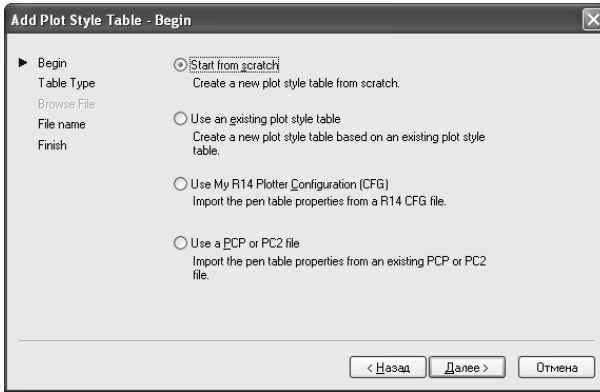 Add Plot Style Table - Begin
Begin
Table Type
Browse File
File name
Finish
Start from scratch
Create a new plot style table from scratch.
Use an existing plot style table
Create a new plot style table based on an existing plot style
table.
Use My R14 Plotter Configuration (CFG)
Import the pen table properties from a R14 CFG file.
Use a PCP or PC2 file
Import the pen table properties from an existing PCP or PC2
file.
< Назад
Далее >
Отмена